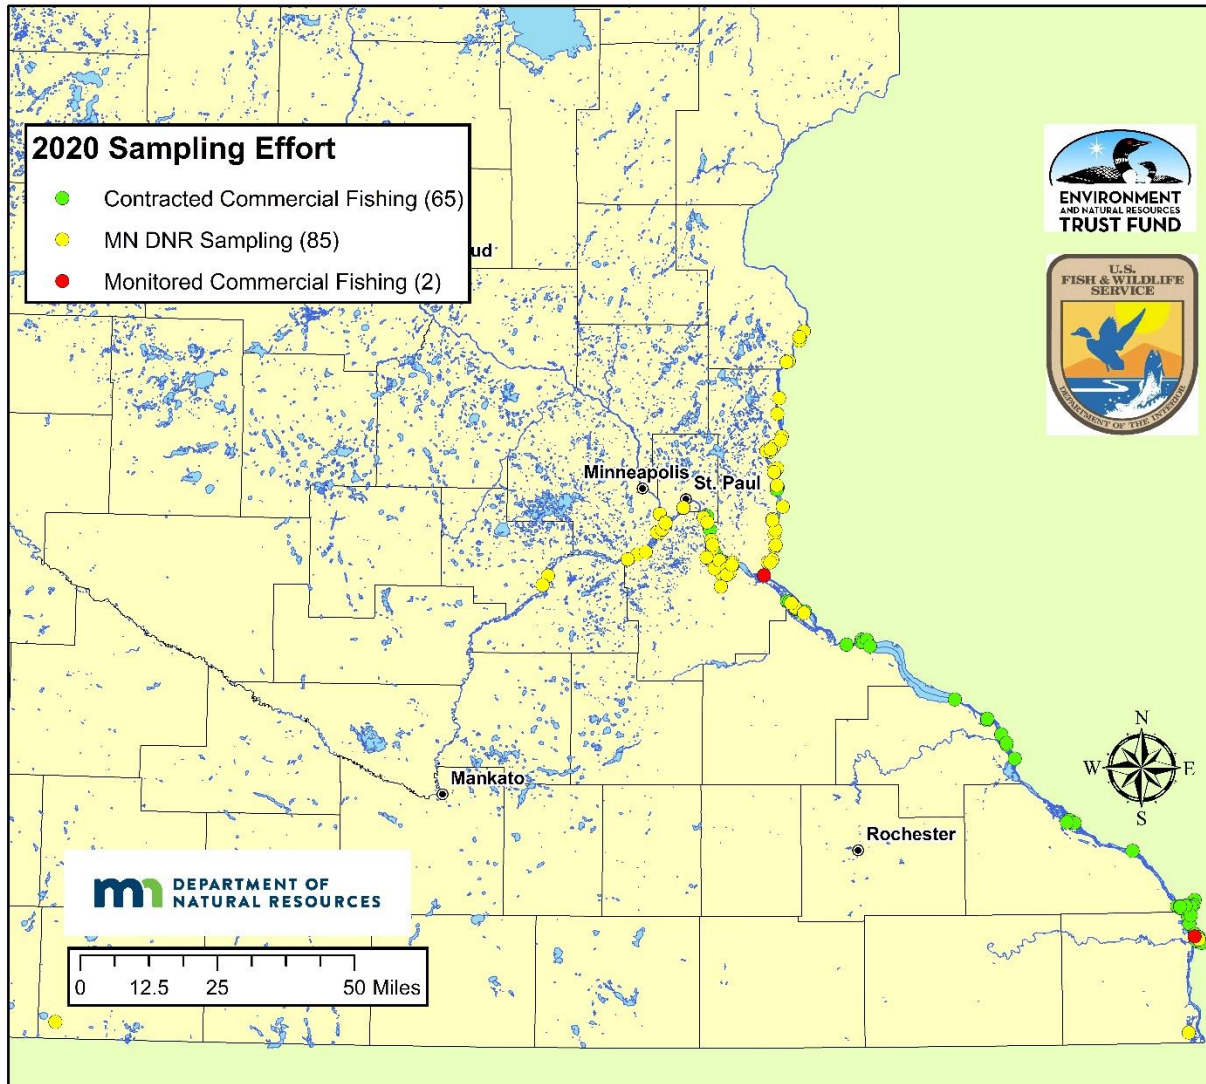 2020 Sampling Effort
Contracted Commercial Fishing (65)
MN DNR Sampling (85)
Monitored Commercial Fishing (2)
ud
ENVIRONMENT
AND NATURAL RESOURCES
TRUST FUND
U.S.
FISH & WILDLIFE
SERVICE
DEPARTMENT OF THE INTERIOR
Minneapolis
St. Paul
Mankato
Rochester
N
W E
S
DEPARTMENT OF
NATURAL RESOURCES
0 12.5 25 50 Miles